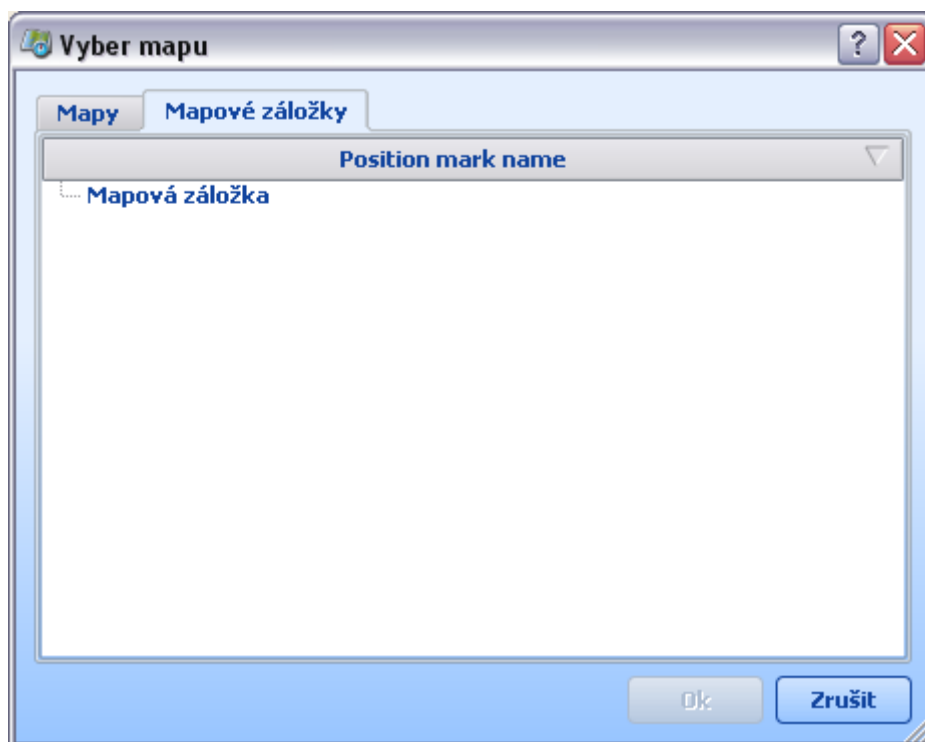 Vyber mapu
?
Mapy
Mapové záložky
Position mark name
Mapová záložka
Ok
Zrušit